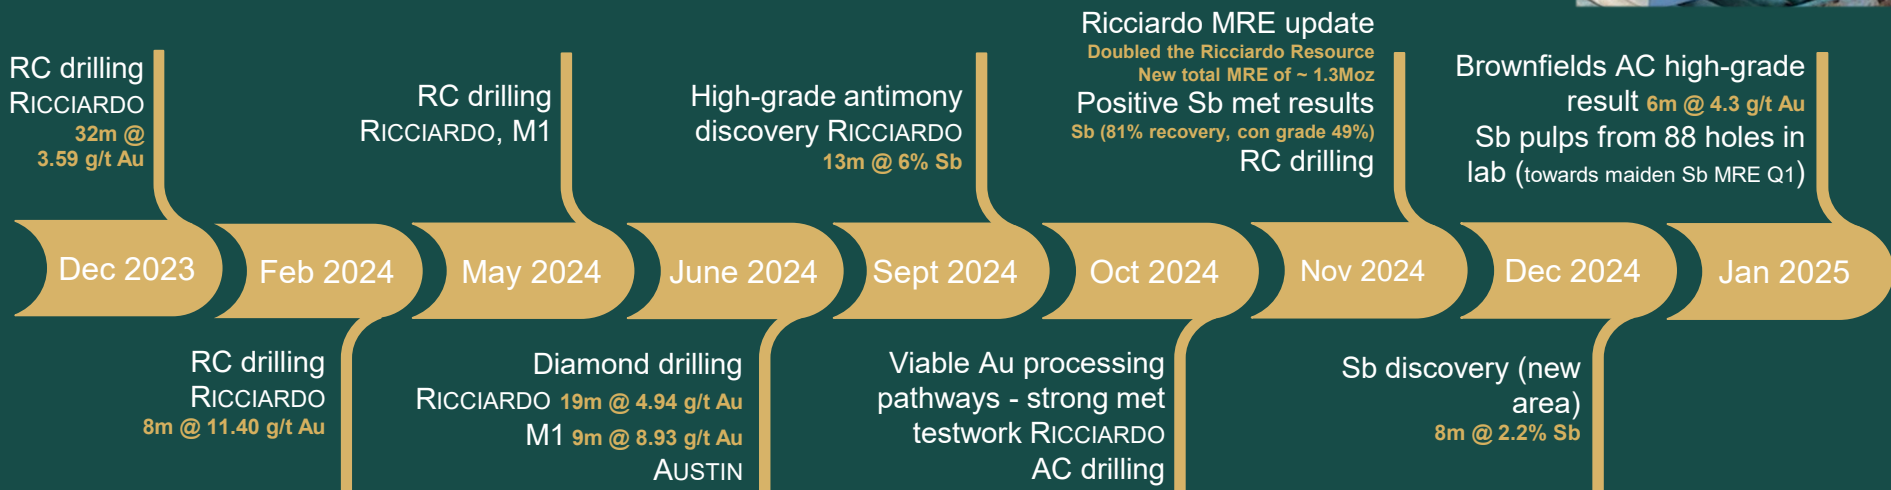 RC drilling
RICCIARDO
32m @
3.59 g/t Au
RC drilling
RICCIARDO, M1
High-grade antimony
discovery RICCIARDO
13m @ 6% Sb
Ricciardo MRE update
Doubled the Ricciardo Resource
New total MRE of ~ 1.3Moz
Positive Sb met results
Sb (81% recovery, con grade 49%)
RC drilling
Brownfields AC high-grade
result 6m @ 4.3 g/t Au
Sb pulps from 88 holes in
lab (towards maiden Sb MRE Q1)
Dec 2023
Feb 2024
May 2024
June 2024
Sept 2024
Oct 2024
Nov 2024
Dec 2024
Jan 2025
RC drilling
RICCIARDO
8m @ 11.40 g/t Au
Diamond drilling
RICCIARDO 19m @ 4.94 g/t Au
M1 9m @ 8.93 g/t Au
AUSTIN
Viable Au processing
pathways - strong met
testwork RICCIARDO
AC drilling
Sb discovery (new
area)
8m @ 2.2% Sb